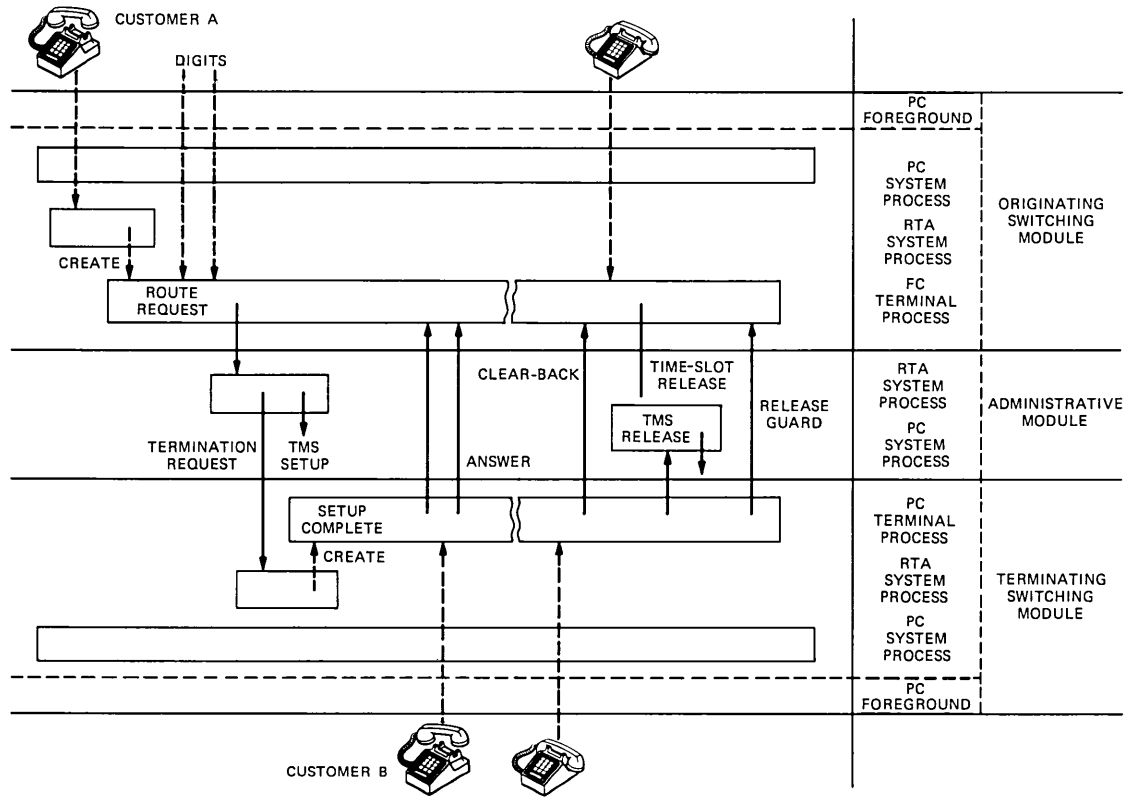 CUSTOMER A
DIGITS
PC
FOREGROUND
PC
SYSTEM
PROCESS
RTA
SYSTEM
PROCESS
FC
TERMINAL
PROCESS
ORIGINATING
SWITCHING
MODULE
CREATE
ROUTE
REQUEST
CLEAR-BACK
TIME-SLOT
RELEASE
RELEASE
GUARD
TMS
RELEASE
TERMINATION
REQUEST
TMS
SETUP
ANSWER
RTA
SYSTEM
PROCESS
PC
SYSTEM
PROCESS
ADMINISTRATIVE
MODULE
SETUP
COMPLETE
CREATE
PC
TERMINAL
PROCESS
RTA
SYSTEM
PROCESS
PC
SYSTEM
PROCESS
TERMINATING
SWITCHING
MODULE
PC
FOREGROUND
CUSTOMER B